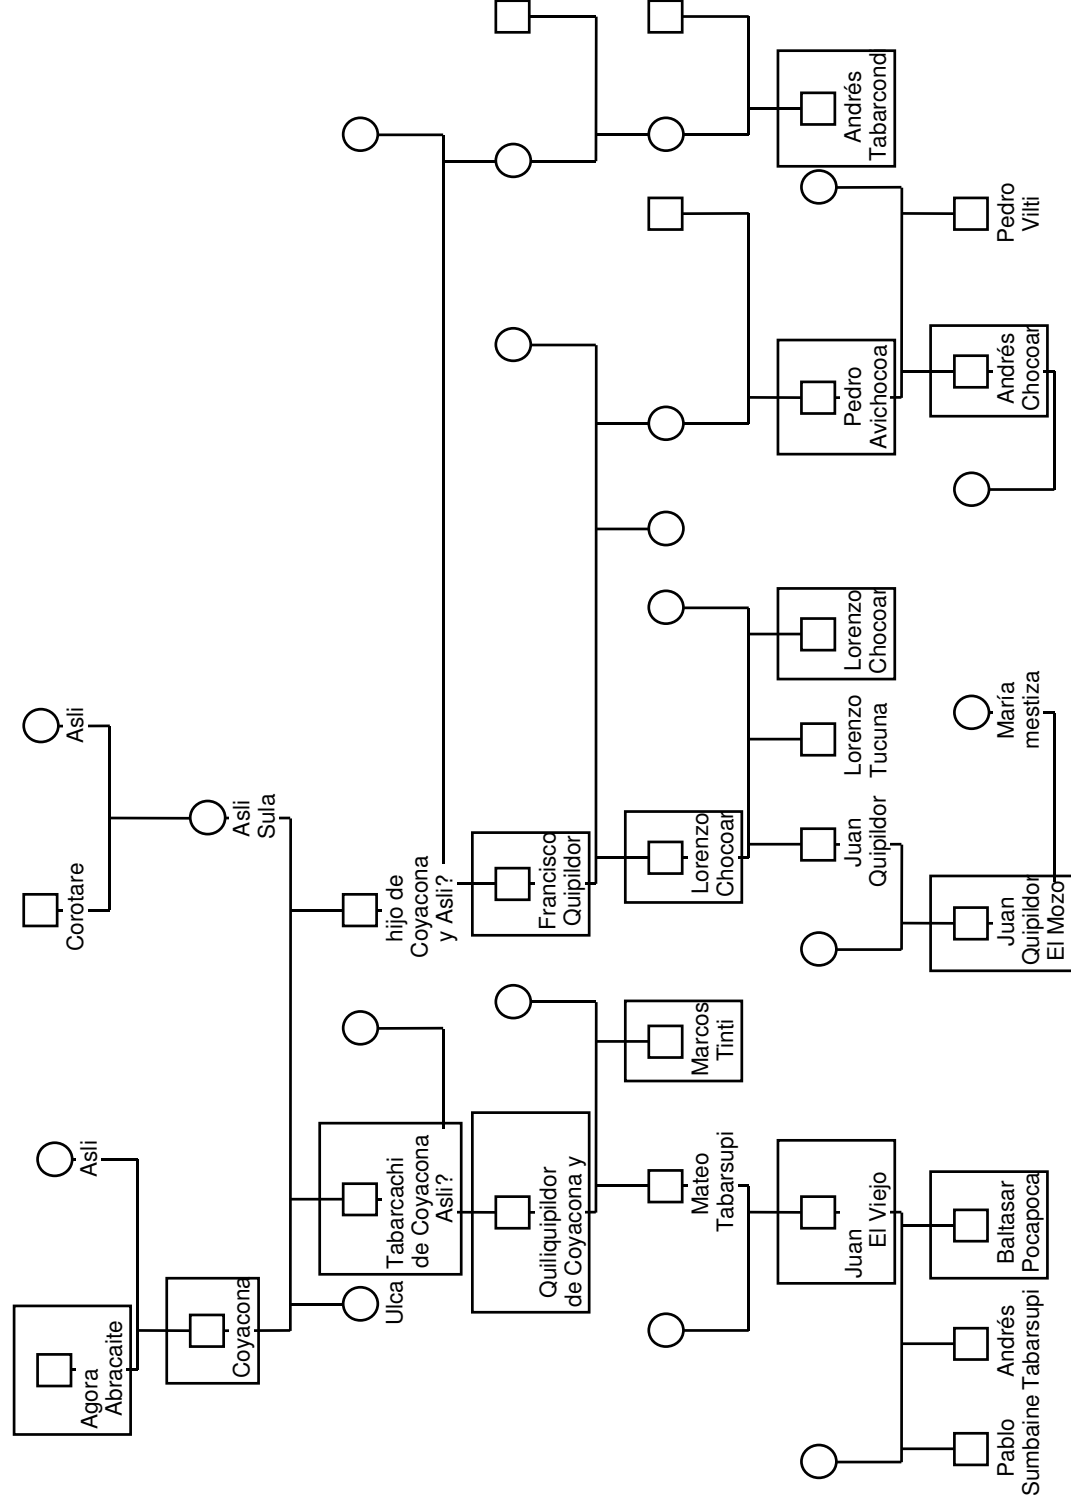 Agora
Abracaite
Asli
Corotare
Asli
Coyacona
Asli
Sula
Ulca
Tabarcachi
de Coyacona
Asli?
hijo de
Coyacona
y Asli?
Quiliquipildor
de Coyacona y
Francisco
Quipildor
Mateo
Tabarsupi
Marcos
Tinti
Lorenzo
Chocoar
Juan
El Viejo
Juan
Quipildor
Lorenzo
Tucuna
Lorenzo
Chocoar
Pedro
Avichocoa
Andrés
Tabarcond
Pablo
Sumbaine
Andrés
Tabarsupi
Baltasar
Pocapoca
Juan
Quipildor
El Mozo
María
mestiza
Andrés
Chocoar
Pedro
Vilti